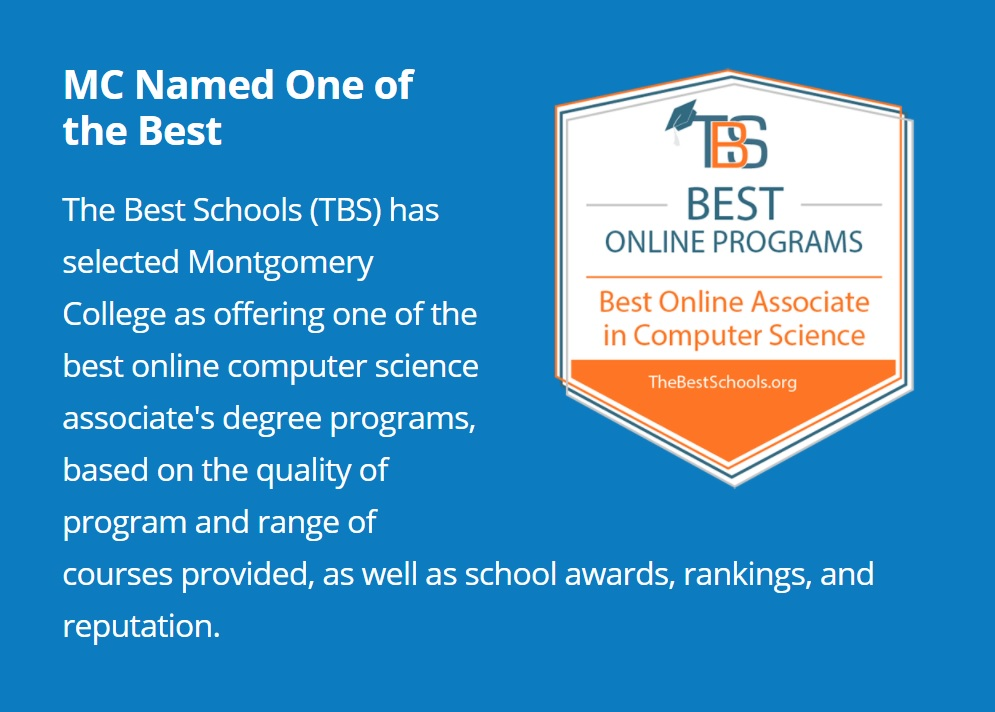 MC Named One of
the Best
The Best Schools (TBS) has
selected Montgomery
College as offering one of the
best online computer science
associate's degree programs,
based on the quality of
program and range of
courses provided, as well as school awards, rankings, and
reputation.
TBS
BEST
ONLINE PROGRAMS
Best Online Associate
in Computer Science
TheBestSchools.org